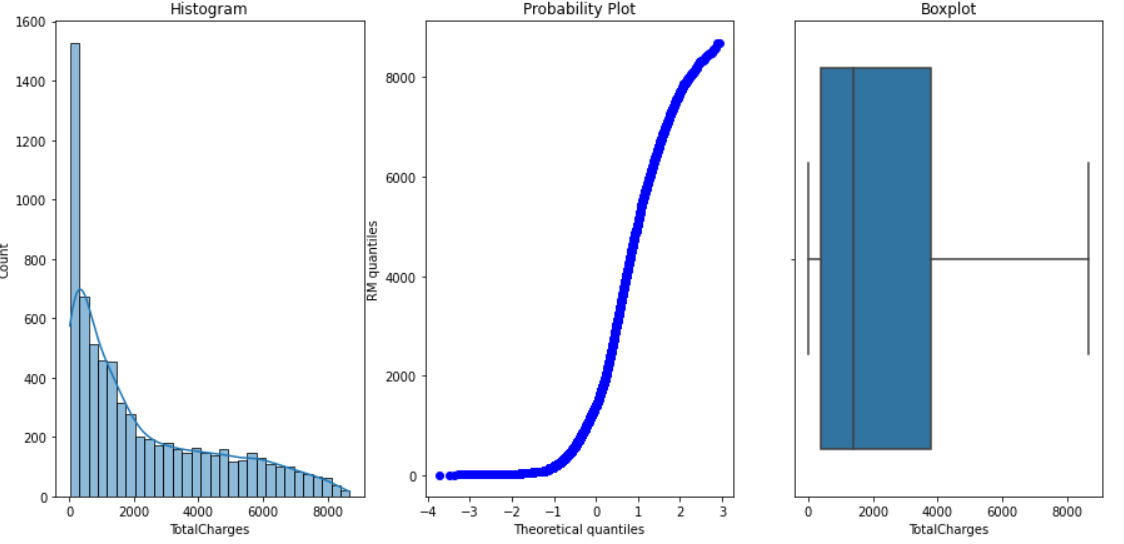 Histogram
1600
1400
1200
1000
800
600
400
200
0
Count
0 2000 4000 6000 8000
TotalCharges
Probability Plot
8000
6000
4000
2000
0
RM quantiles
−4 −3 −2 −1 0 1 2 3
Theoretical quantiles
Boxplot
0 2000 4000 6000 8000
TotalCharges